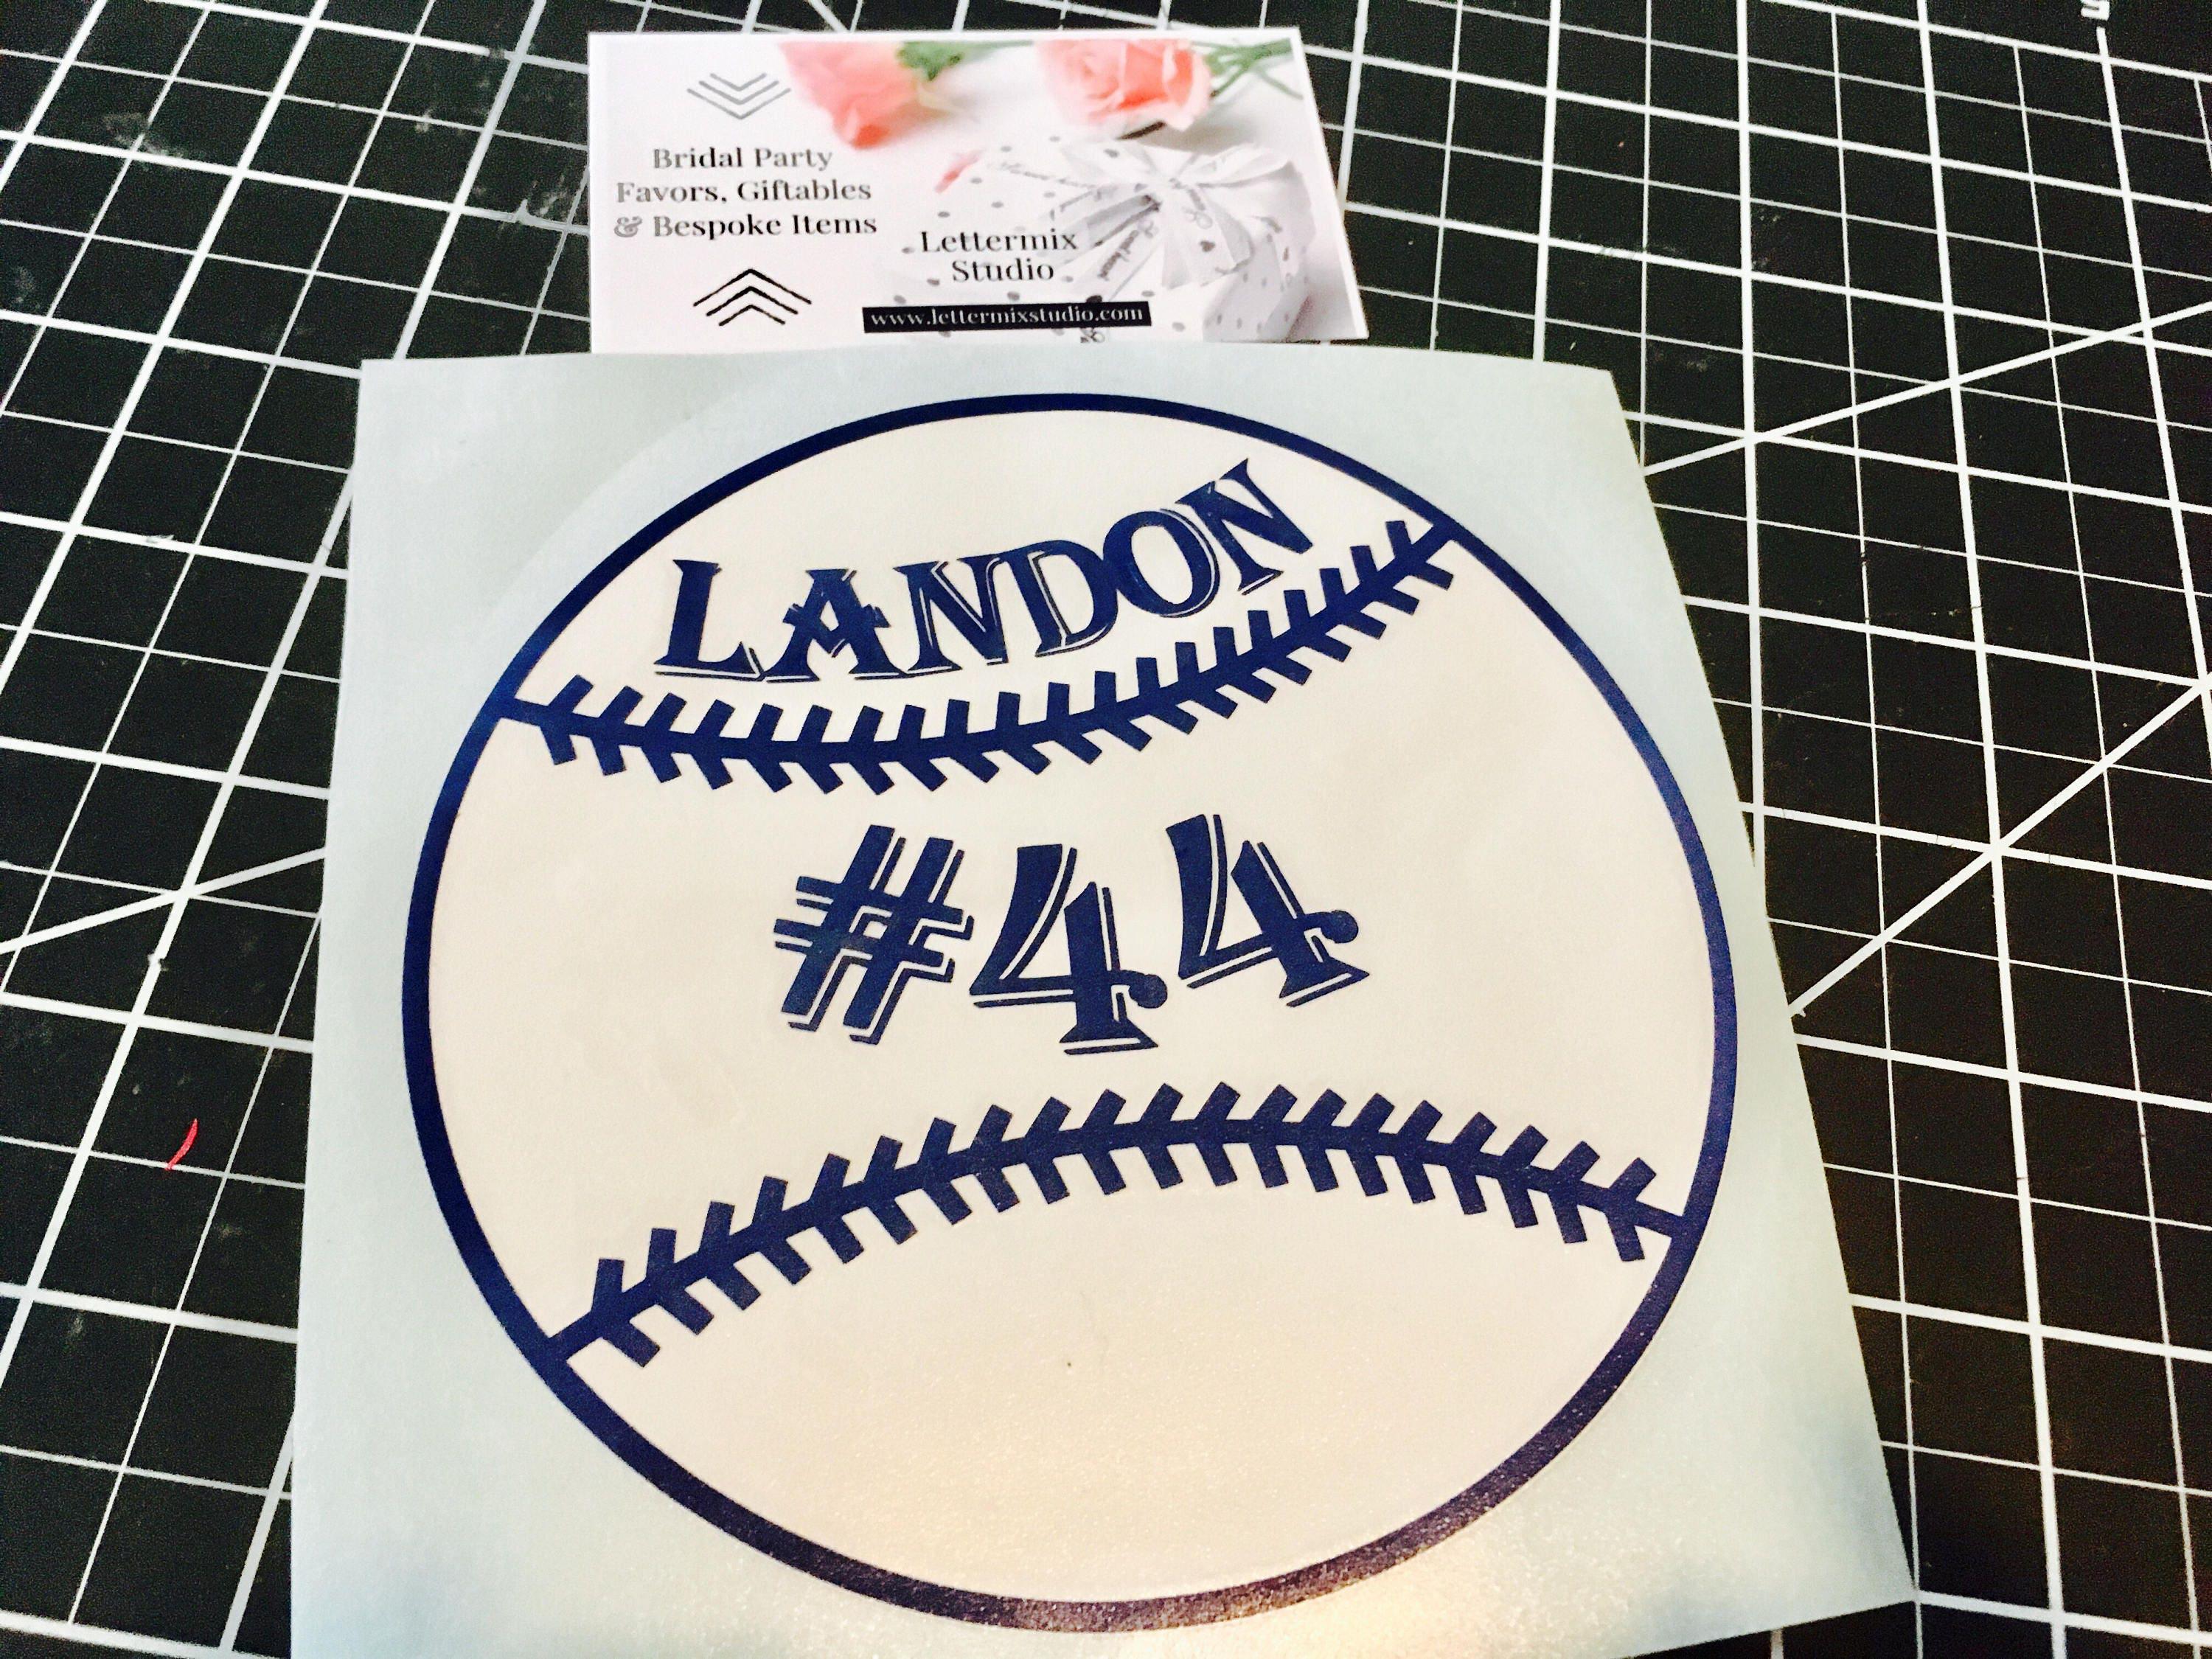 Bridal Party
Favors, Giftables
& Bespoke Items
Lettermix
Studio
www.lettermixstudio.com
LANDON
#44